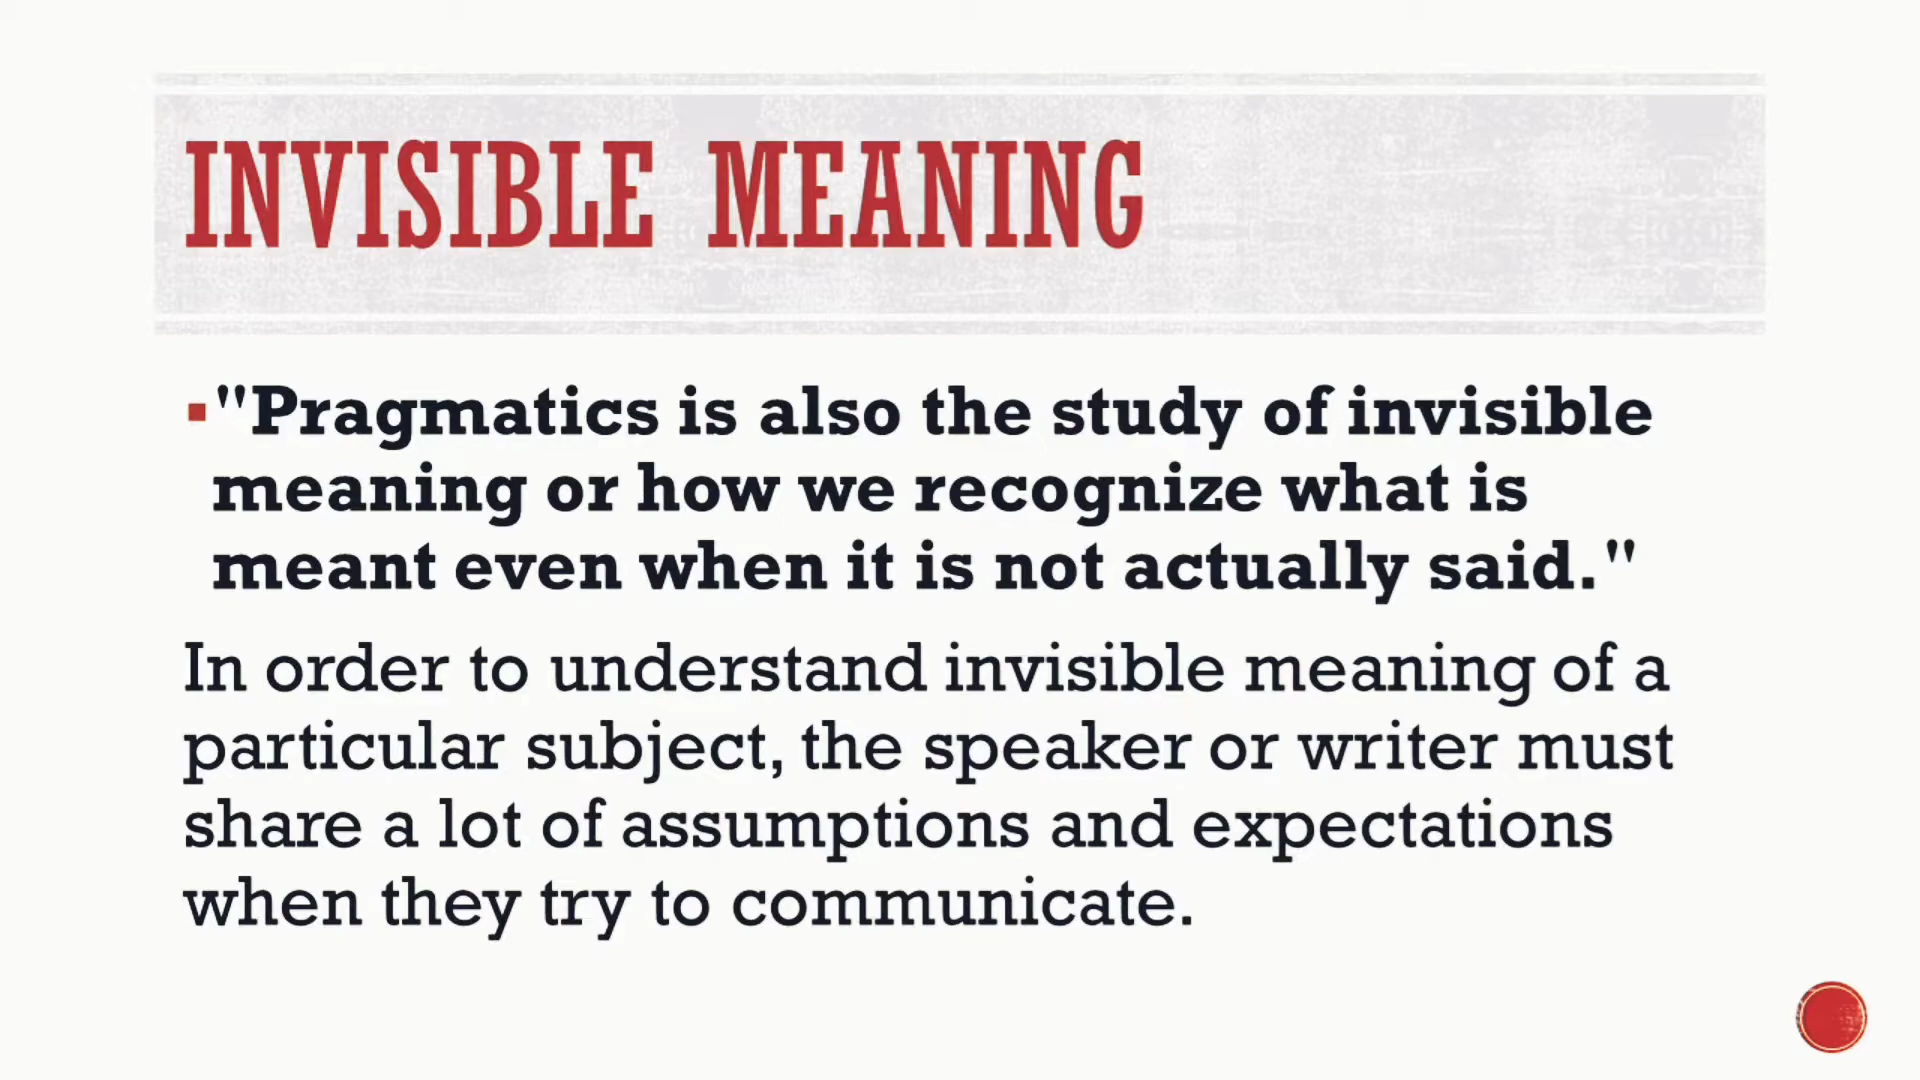 INVISIBLE MEANING
▪"Pragmatics is also the study of invisible
meaning or how we recognize what is
meant even when it is not actually said."
In order to understand invisible meaning of a
particular subject, the speaker or writer must
share a lot of assumptions and expectations
when they try to communicate.